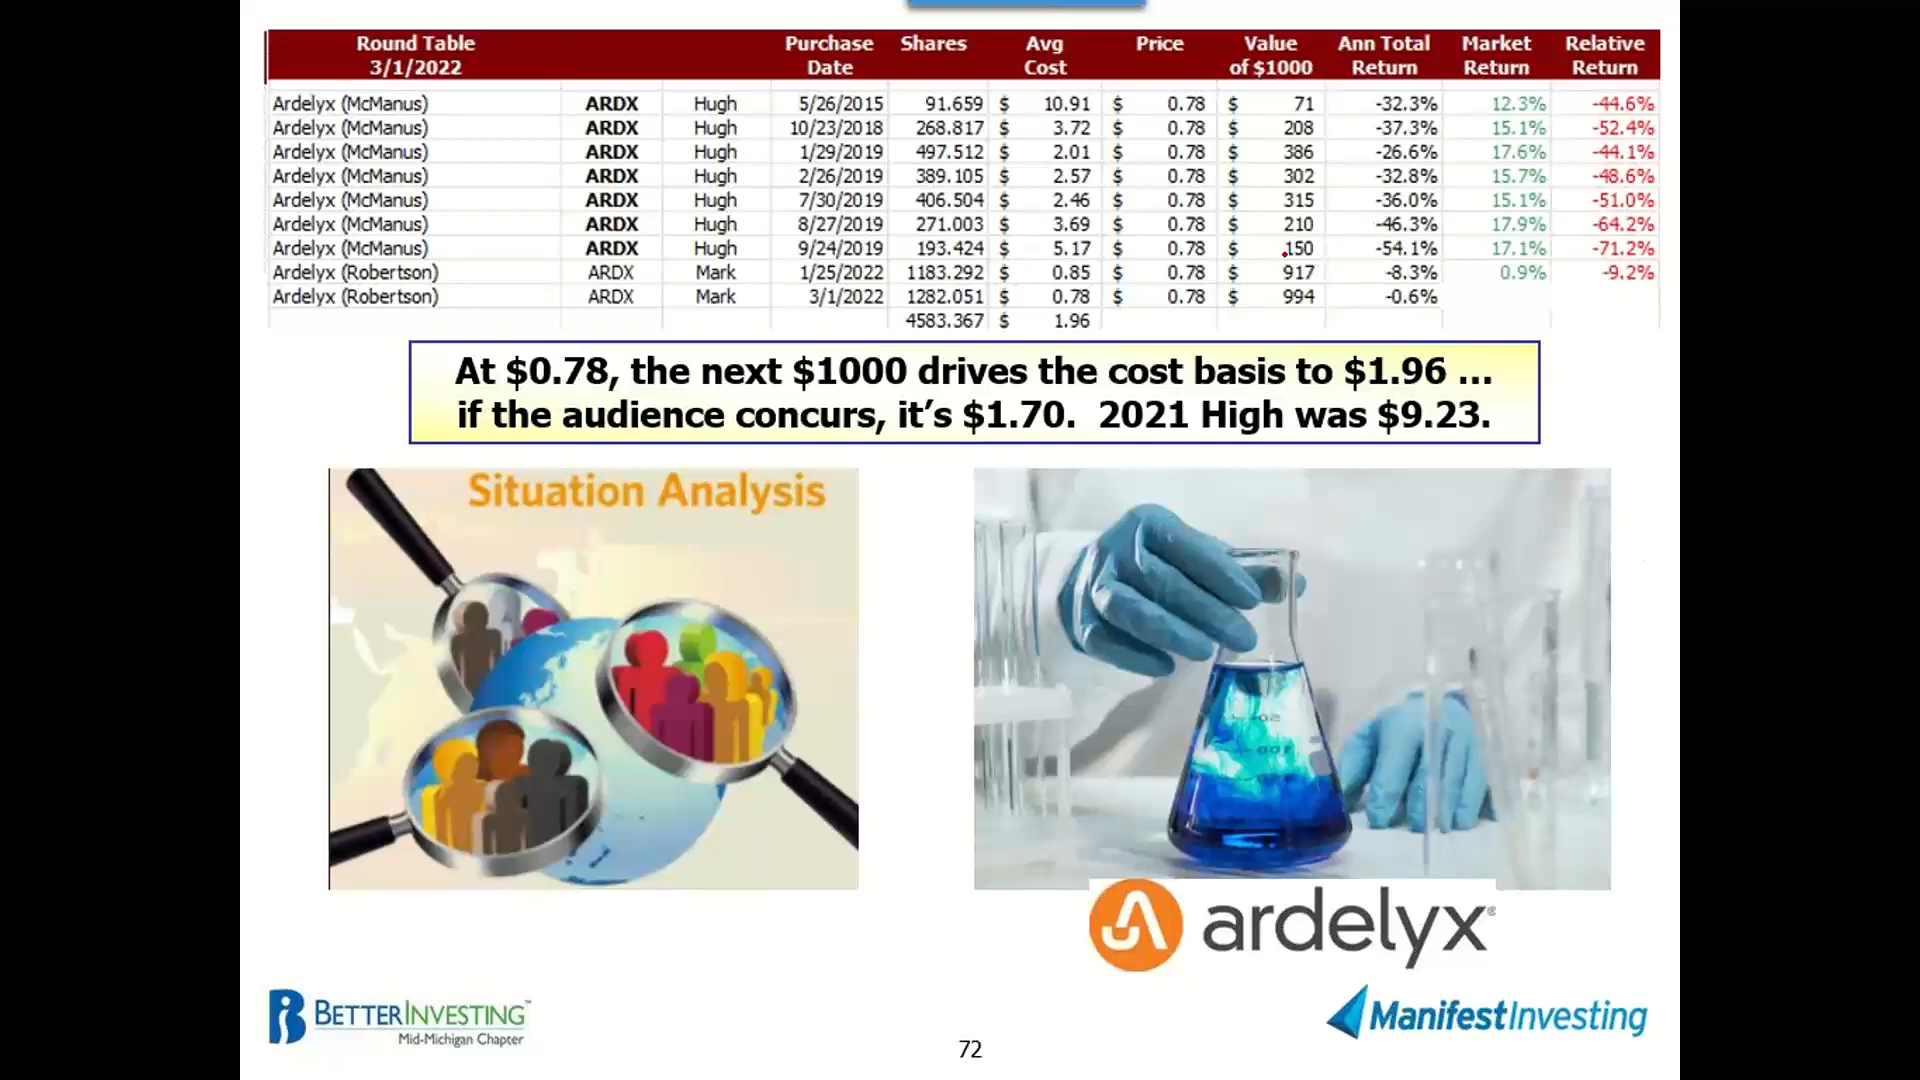 Round Table Purchase Shares Avg Price Value Ann Total Market Relative
3/1/2022 Date Cost of $1000 Return Return Return
Ardelyx (McManus) ARDX Hugh 5/26/2015 91.659 $ 10.91 $ 0.78 $ 71 -32.3% 12.3% -44.6%
Ardelyx (McManus) ARDX Hugh 10/23/2018 268.817 $ 3.72 $ 0.78 $ 208 -37.3% 15.1% -52.4%
Ardelyx (McManus) ARDX Hugh 1/29/2019 497.512 $ 2.01 $ 0.78 $ 386 -26.6% 17.6% -44.1%
Ardelyx (McManus) ARDX Hugh 2/26/2019 389.105 $ 2.57 $ 0.78 $ 302 -32.8% 15.7% -48.6%
Ardelyx (McManus) ARDX Hugh 7/30/2019 406.504 $ 2.46 $ 0.78 $ 315 -36.0% 15.1% -51.0%
Ardelyx (McManus) ARDX Hugh 8/27/2019 271.003 $ 3.69 $ 0.78 $ 210 -46.3% 17.9% -64.2%
Ardelyx (McManus) ARDX Hugh 9/24/2019 193.424 $ 5.17 $ 0.78 $ 150 -54.1% 17.1% -71.2%
Ardelyx (Robertson) ARDX Mark 1/25/2022 1183.292 $ 0.85 $ 0.78 $ 917 -8.3% 0.9% -9.2%
Ardelyx (Robertson) ARDX Mark 3/1/2022 1282.051 $ 0.78 $ 0.78 $ 994 -0.6%
4583.367 $ 1.96
At $0.78, the next $1000 drives the cost basis to $1.96 ...
if the audience concurs, it’s $1.70. 2021 High was $9.23.
Situation Analysis
ardelyx®
BETTERINVESTING™
Mid-Michigan Chapter
ManifestInvesting
72